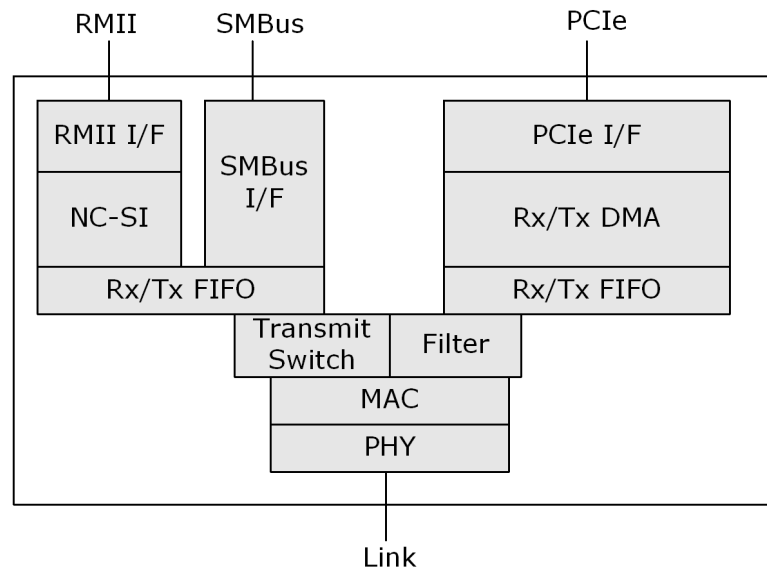 RMII
SMBus
PCIe
RMII I/F
NC-SI
SMBus
I/F
PCIe I/F
Rx/Tx DMA
Rx/Tx FIFO
Rx/Tx FIFO
Transmit
Switch
Filter
MAC
PHY
Link